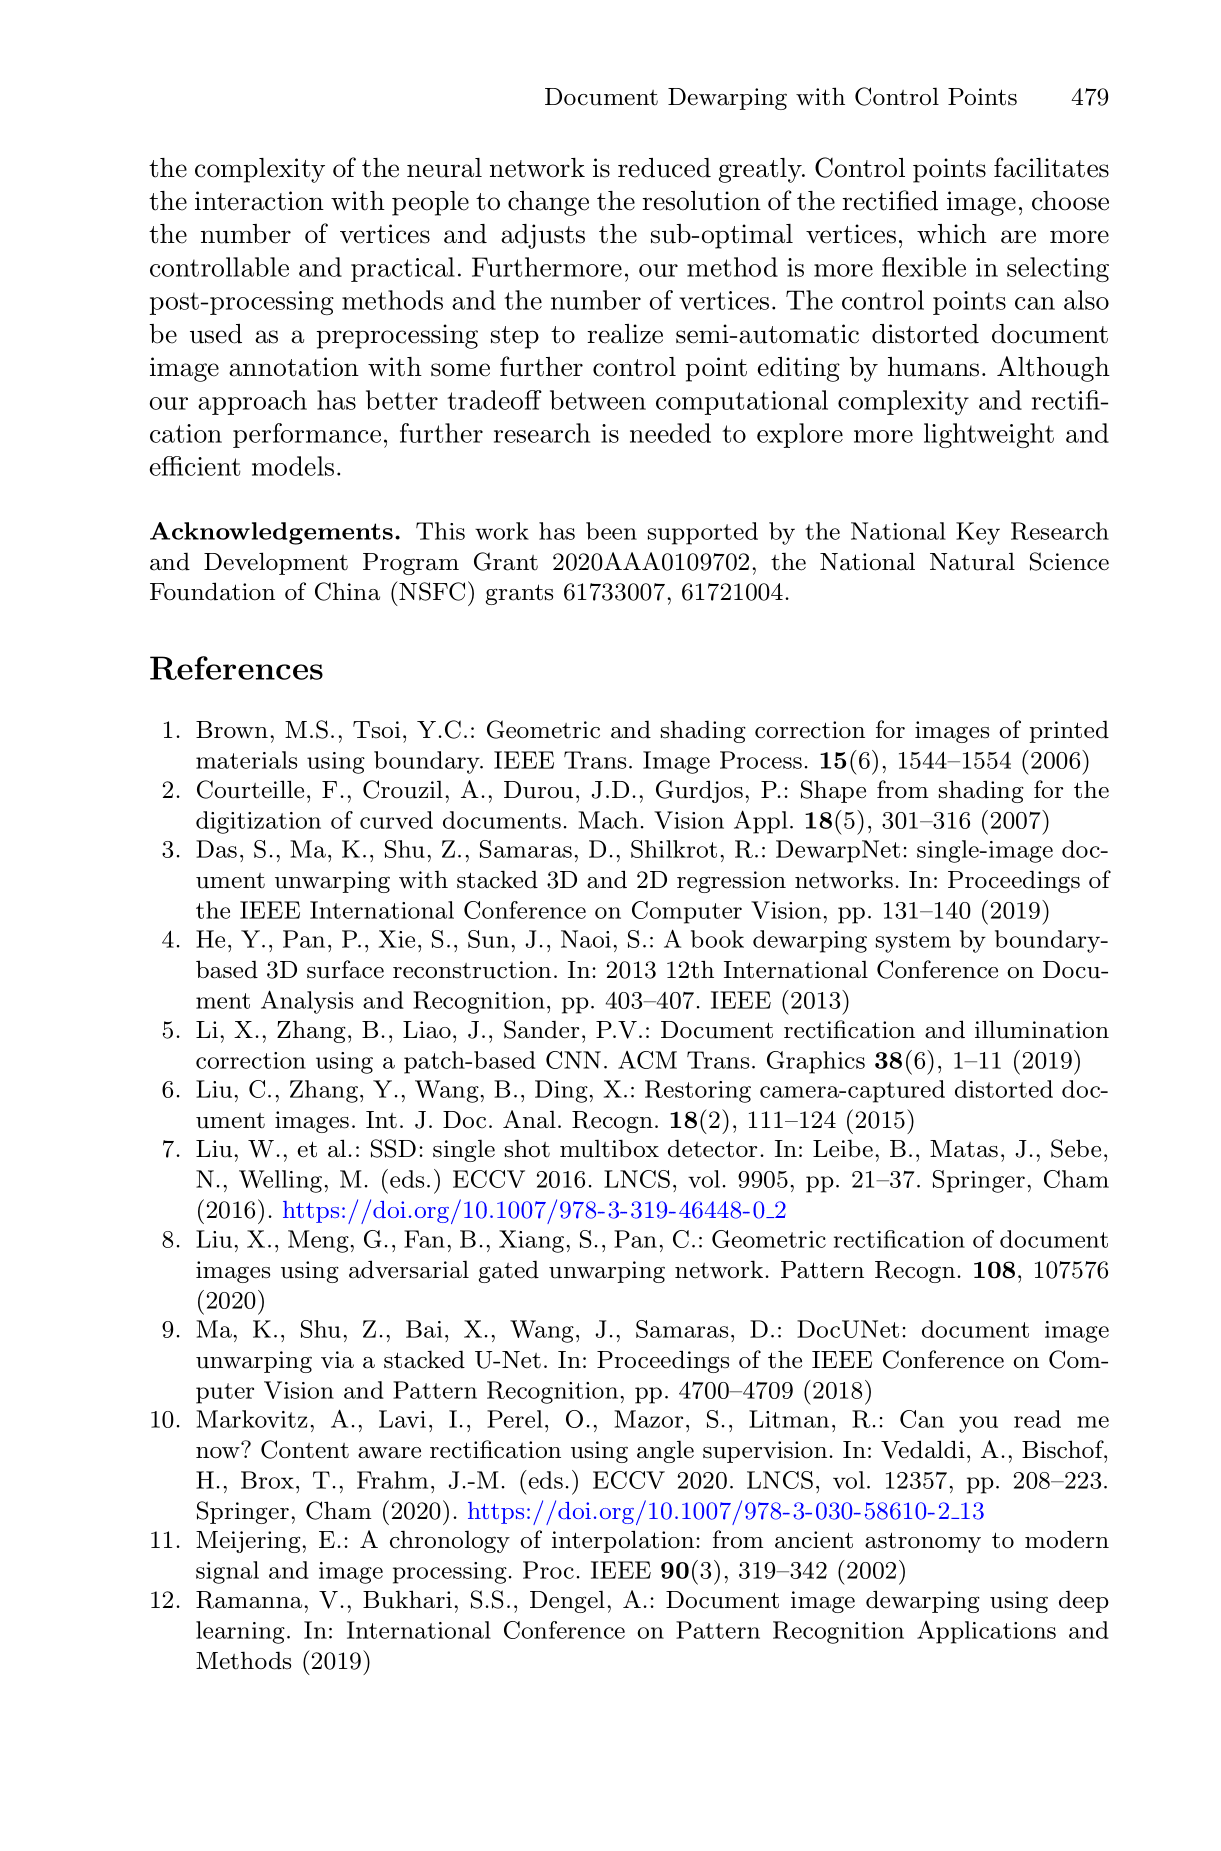 Document Dewarping with Control Points 479
the complexity of the neural network is reduced greatly. Control points facilitates
the interaction with people to change the resolution of the rectified image, choose
the number of vertices and adjusts the sub-optimal vertices, which are more
controllable and practical. Furthermore, our method is more flexible in selecting
post-processing methods and the number of vertices. The control points can also
be used as a preprocessing step to realize semi-automatic distorted document
image annotation with some further control point editing by humans. Although
our approach has better tradeoff between computational complexity and rectifi-
cation performance, further research is needed to explore more lightweight and
efficient models.
Acknowledgements. This work has been supported by the National Key Research
and Development Program Grant 2020AAA0109702, the National Natural Science
Foundation of China (NSFC) grants 61733007, 61721004.
References
1. Brown, M.S., Tsoi, Y.C.: Geometric and shading correction for images of printed
materials using boundary. IEEE Trans. Image Process. 15(6), 1544–1554 (2006)
2. Courteille, F., Crouzil, A., Durou, J.D., Gurdjos, P.: Shape from shading for the
digitization of curved documents. Mach. Vision Appl. 18(5), 301–316 (2007)
3. Das, S., Ma, K., Shu, Z., Samaras, D., Shilkrot, R.: DewarpNet: single-image doc-
ument unwarping with stacked 3D and 2D regression networks. In: Proceedings of
the IEEE International Conference on Computer Vision, pp. 131–140 (2019)
4. He, Y., Pan, P., Xie, S., Sun, J., Naoi, S.: A book dewarping system by boundary-
based 3D surface reconstruction. In: 2013 12th International Conference on Docu-
ment Analysis and Recognition, pp. 403–407. IEEE (2013)
5. Li, X., Zhang, B., Liao, J., Sander, P.V.: Document rectification and illumination
correction using a patch-based CNN. ACM Trans. Graphics 38(6), 1–11 (2019)
6. Liu, C., Zhang, Y., Wang, B., Ding, X.: Restoring camera-captured distorted doc-
ument images. Int. J. Doc. Anal. Recogn. 18(2), 111–124 (2015)
7. Liu, W., et al.: SSD: single shot multibox detector. In: Leibe, B., Matas, J., Sebe,
N., Welling, M. (eds.) ECCV 2016. LNCS, vol. 9905, pp. 21–37. Springer, Cham
(2016). https://doi.org/10.1007/978-3-319-46448-0_2
8. Liu, X., Meng, G., Fan, B., Xiang, S., Pan, C.: Geometric rectification of document
images using adversarial gated unwarping network. Pattern Recogn. 108, 107576
(2020)
9. Ma, K., Shu, Z., Bai, X., Wang, J., Samaras, D.: DocUNet: document image
unwarping via a stacked U-Net. In: Proceedings of the IEEE Conference on Com-
puter Vision and Pattern Recognition, pp. 4700–4709 (2018)
10. Markovitz, A., Lavi, I., Perel, O., Mazor, S., Litman, R.: Can you read me
now? Content aware rectification using angle supervision. In: Vedaldi, A., Bischof,
H., Brox, T., Frahm, J.-M. (eds.) ECCV 2020. LNCS, vol. 12357, pp. 208–223.
Springer, Cham (2020). https://doi.org/10.1007/978-3-030-58610-2_13
11. Meijering, E.: A chronology of interpolation: from ancient astronomy to modern
signal and image processing. Proc. IEEE 90(3), 319–342 (2002)
12. Ramanna, V., Bukhari, S.S., Dengel, A.: Document image dewarping using deep
learning. In: International Conference on Pattern Recognition Applications and
Methods (2019)